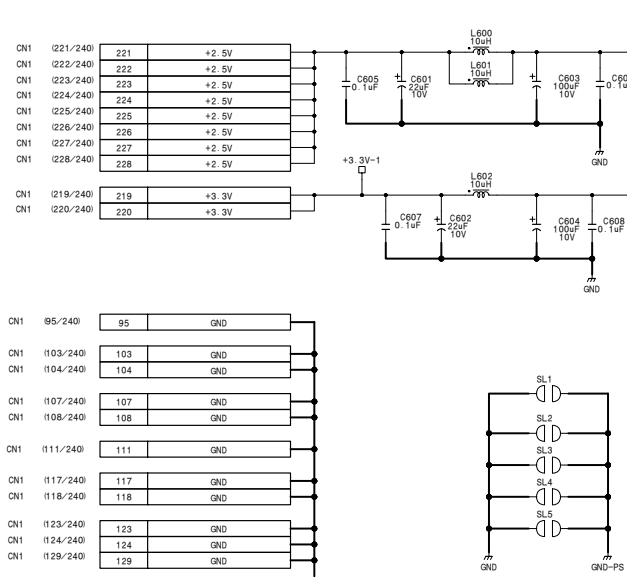 L600
10uH
CN1 (221/240) 221 +2.5V
CN1 (222/240) 222 +2.5V
CN1 (223/240) 223 +2.5V
CN1 (224/240) 224 +2.5V
CN1 (225/240) 225 +2.5V
CN1 (226/240) 226 +2.5V
CN1 (227/240) 227 +2.5V
CN1 (228/240) 228 +2.5V
L601
10uH
C605
0.1uF
C601
22uF
10V
C603
100uF
10V
GND
+3.3V-1
L602
10uH
CN1 (219/240) 219 +3.3V
CN1 (220/240) 220 +3.3V
C607
0.1uF
C602
22uF
10V
C604
100uF
10V
C608
0.1uF
GND
CN1 (95/240) 95 GND
CN1 (103/240) 103 GND
CN1 (104/240) 104 GND
CN1 (107/240) 107 GND
CN1 (108/240) 108 GND
CN1 (111/240) 111 GND
CN1 (117/240) 117 GND
CN1 (118/240) 118 GND
CN1 (123/240) 123 GND
CN1 (124/240) 124 GND
CN1 (129/240) 129 GND
SL1
SL2
SL3
SL4
SL5
GND GND-PS